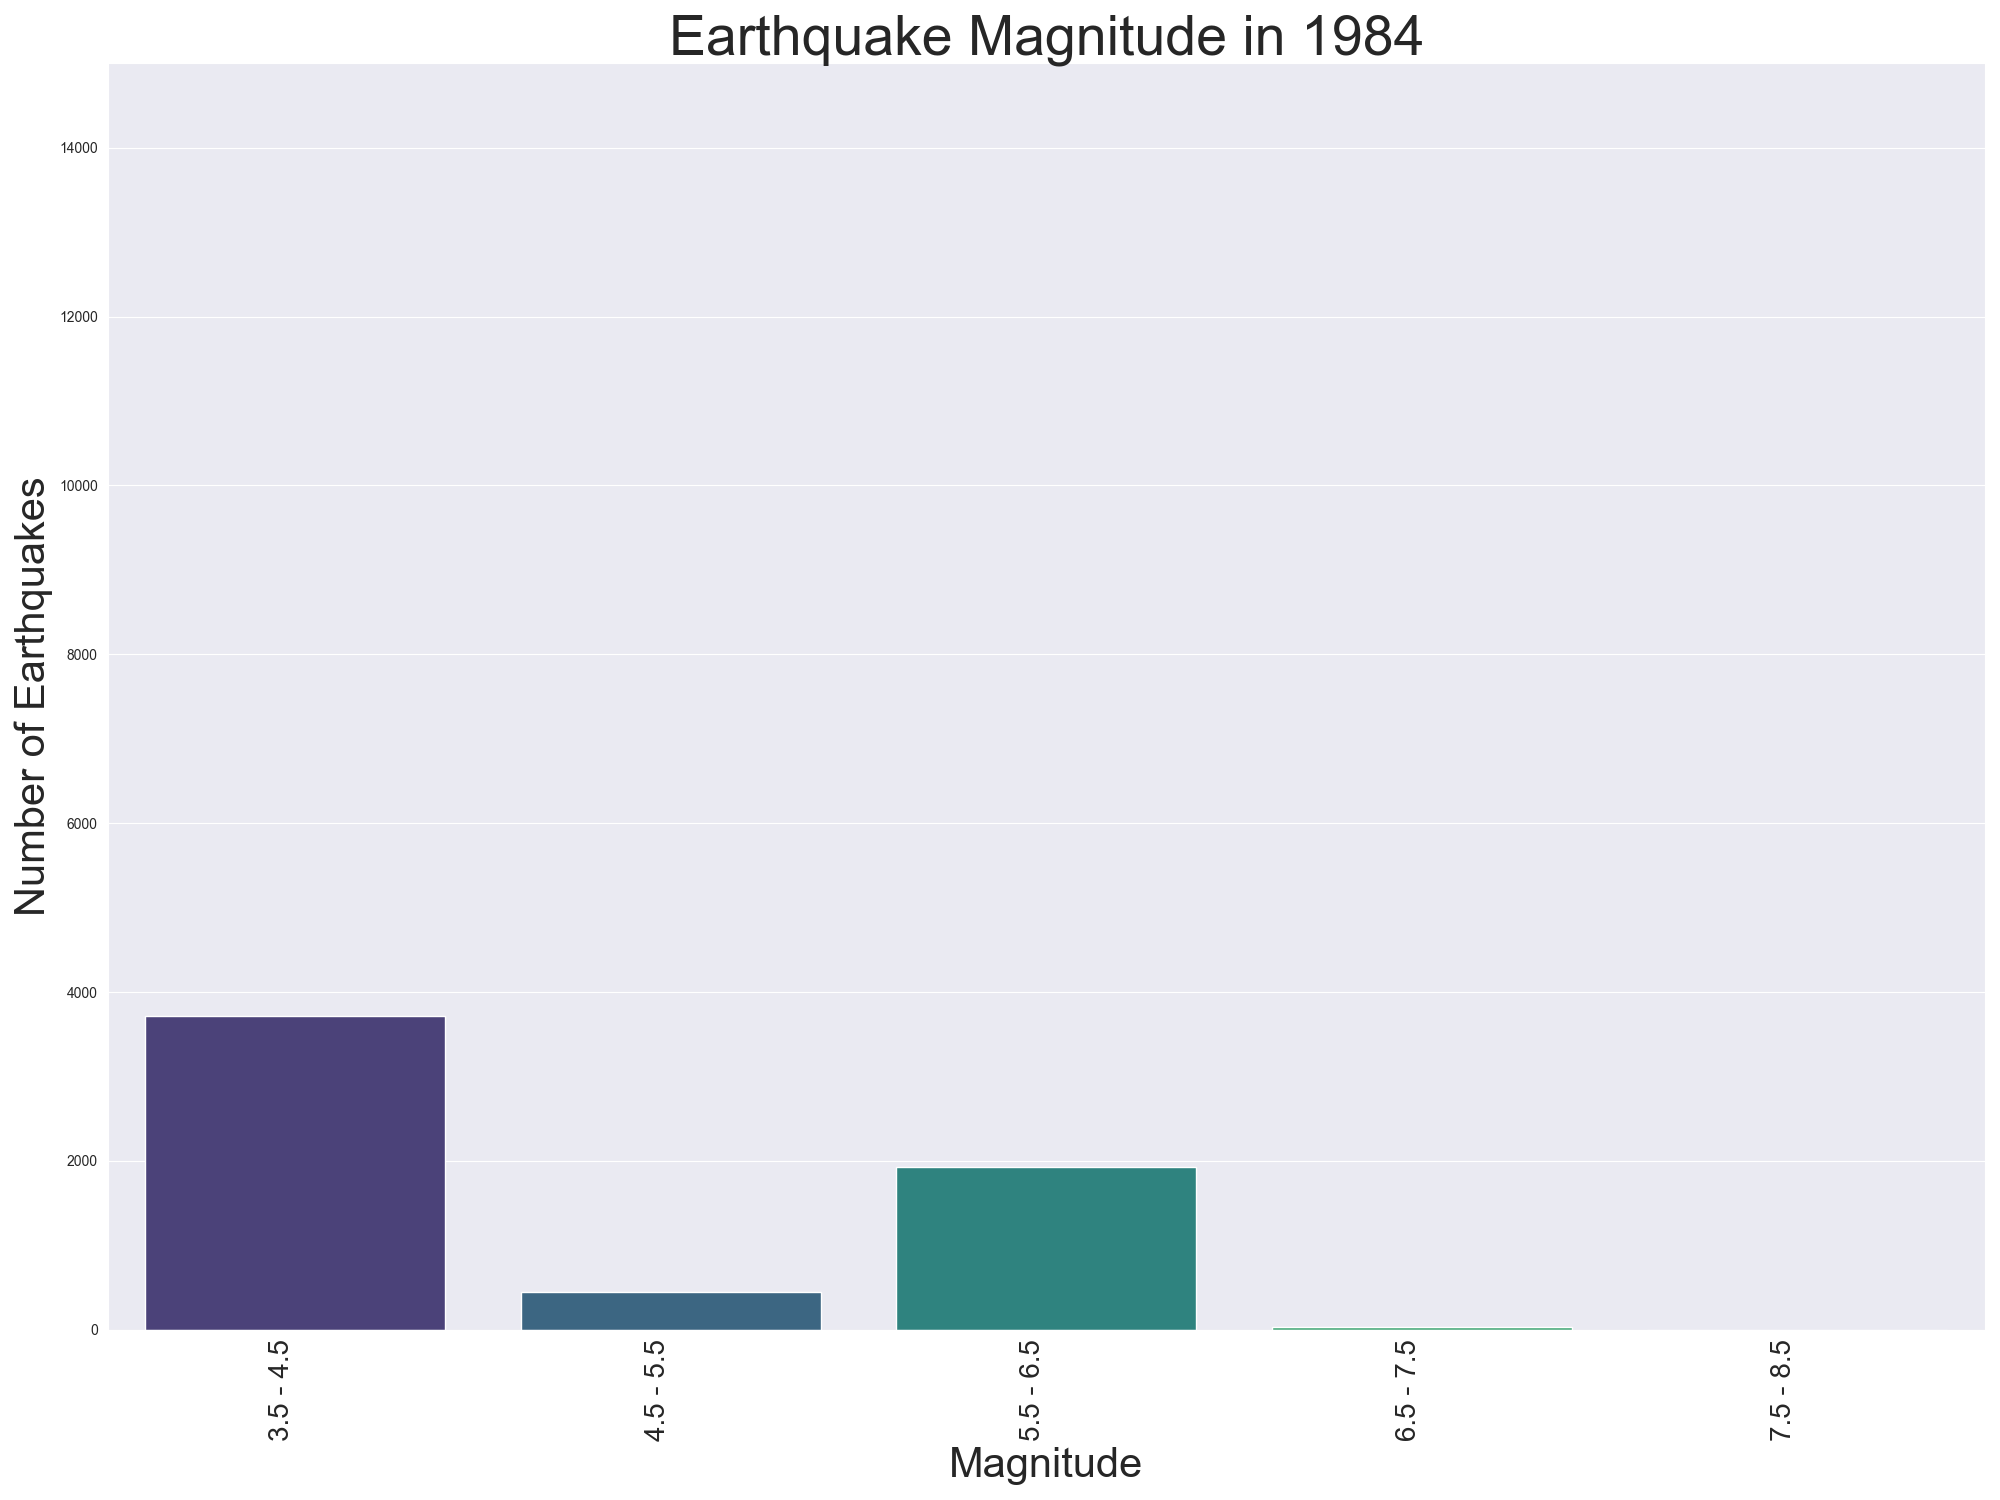 Earthquake Magnitude in 1984
Number of Earthquakes
14000
12000
10000
8000
6000
4000
2000
0
3.5 - 4.5
4.5 - 5.5
5.5 - 6.5
6.5 - 7.5
7.5 - 8.5
Magnitude